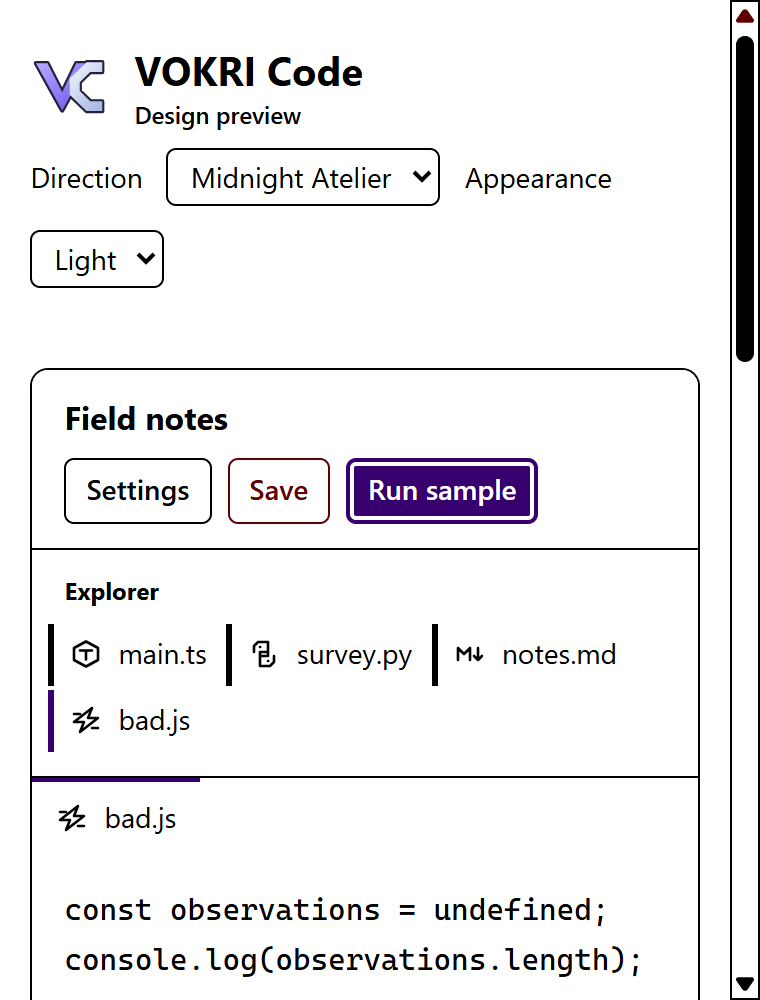 VOKRI Code
Design preview
Direction Midnight Atelier Appearance
Light
Field notes
Settings Save Run sample
Explorer
main.ts survey.py notes.md
bad.js
bad.js
const observations = undefined;
console.log(observations.length);